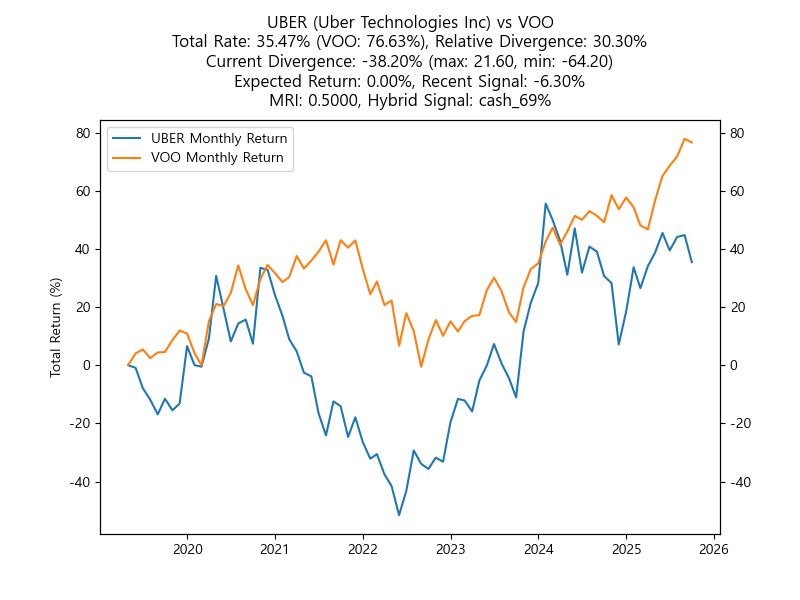 UBER (Uber Technologies Inc) vs VOO
Total Rate: 35.47% (VOO: 76.63%), Relative Divergence: 30.30%
Current Divergence: -38.20% (max: 21.60, min: -64.20)
Expected Return: 0.00%, Recent Signal: -6.30%
MRI: 0.5000, Hybrid Signal: cash_69%
UBER Monthly Return
VOO Monthly Return
Total Return (%)
80
60
40
20
0
-20
-40
80
60
40
20
0
-20
-40
2020
2021
2022
2023
2024
2025
2026